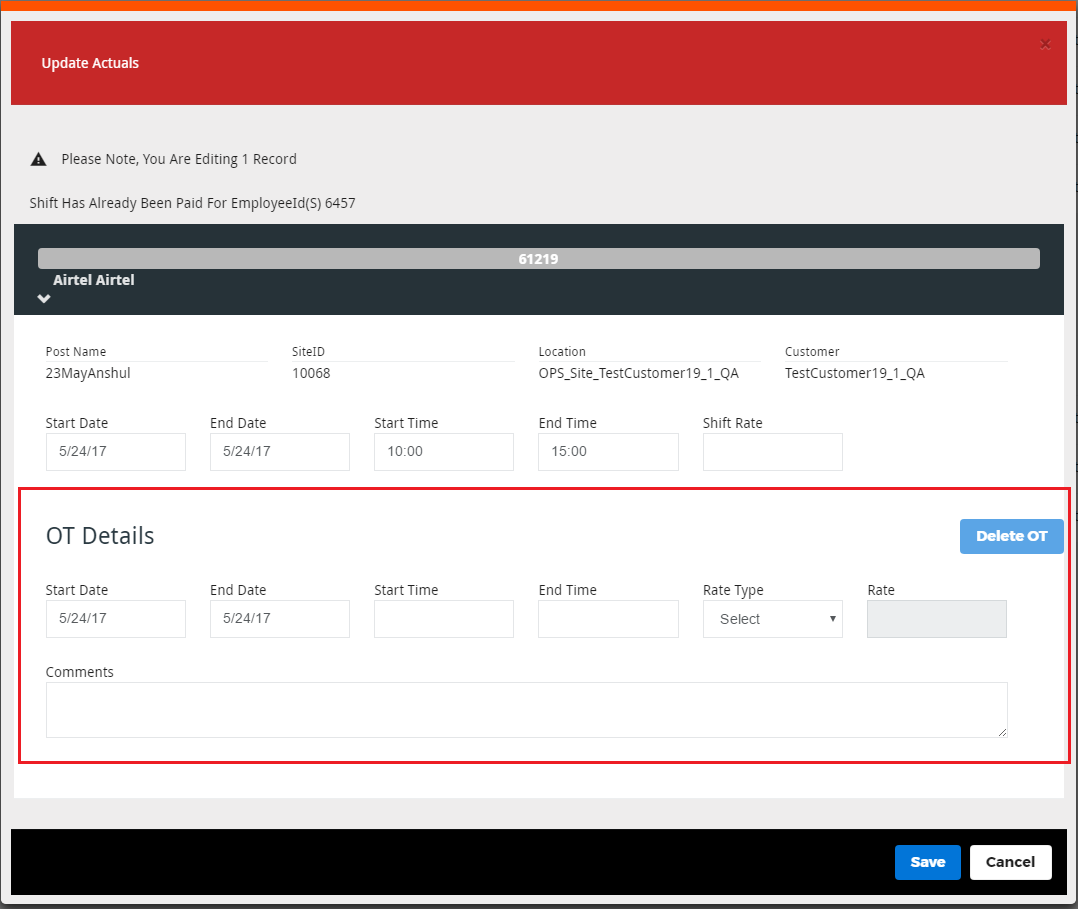 Update Actuals
×
Please Note, You Are Editing 1 Record
Shift Has Already Been Paid For EmployeeId(S) 6457
61219
Airtel Airtel
Post Name SiteID Location Customer
23MayAnshul 10068 OPS_Site_TestCustomer19_1_QA TestCustomer19_1_QA
Start Date End Date Start Time End Time Shift Rate
5/24/17 5/24/17 10:00 15:00
OT Details Delete OT
Start Date End Date Start Time End Time Rate Type Rate
5/24/17 5/24/17 Select
Comments
Save Cancel